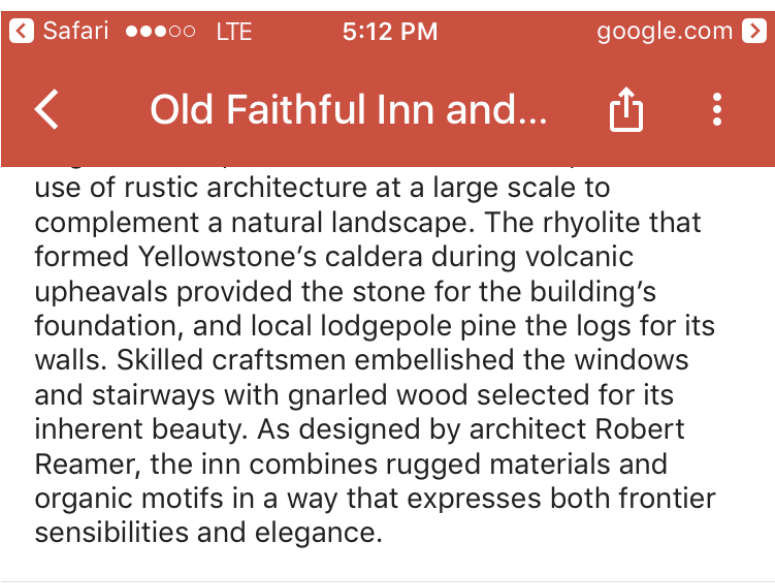 Safari LTE 5:12 PM google.com
Old Faithful Inn and...
use of rustic architecture at a large scale to
complement a natural landscape. The rhyolite that
formed Yellowstone’s caldera during volcanic
upheavals provided the stone for the building’s
foundation, and local lodgepole pine the logs for its
walls. Skilled craftsmen embellished the windows
and stairways with gnarled wood selected for its
inherent beauty. As designed by architect Robert
Reamer, the inn combines rugged materials and
organic motifs in a way that expresses both frontier
sensibilities and elegance.